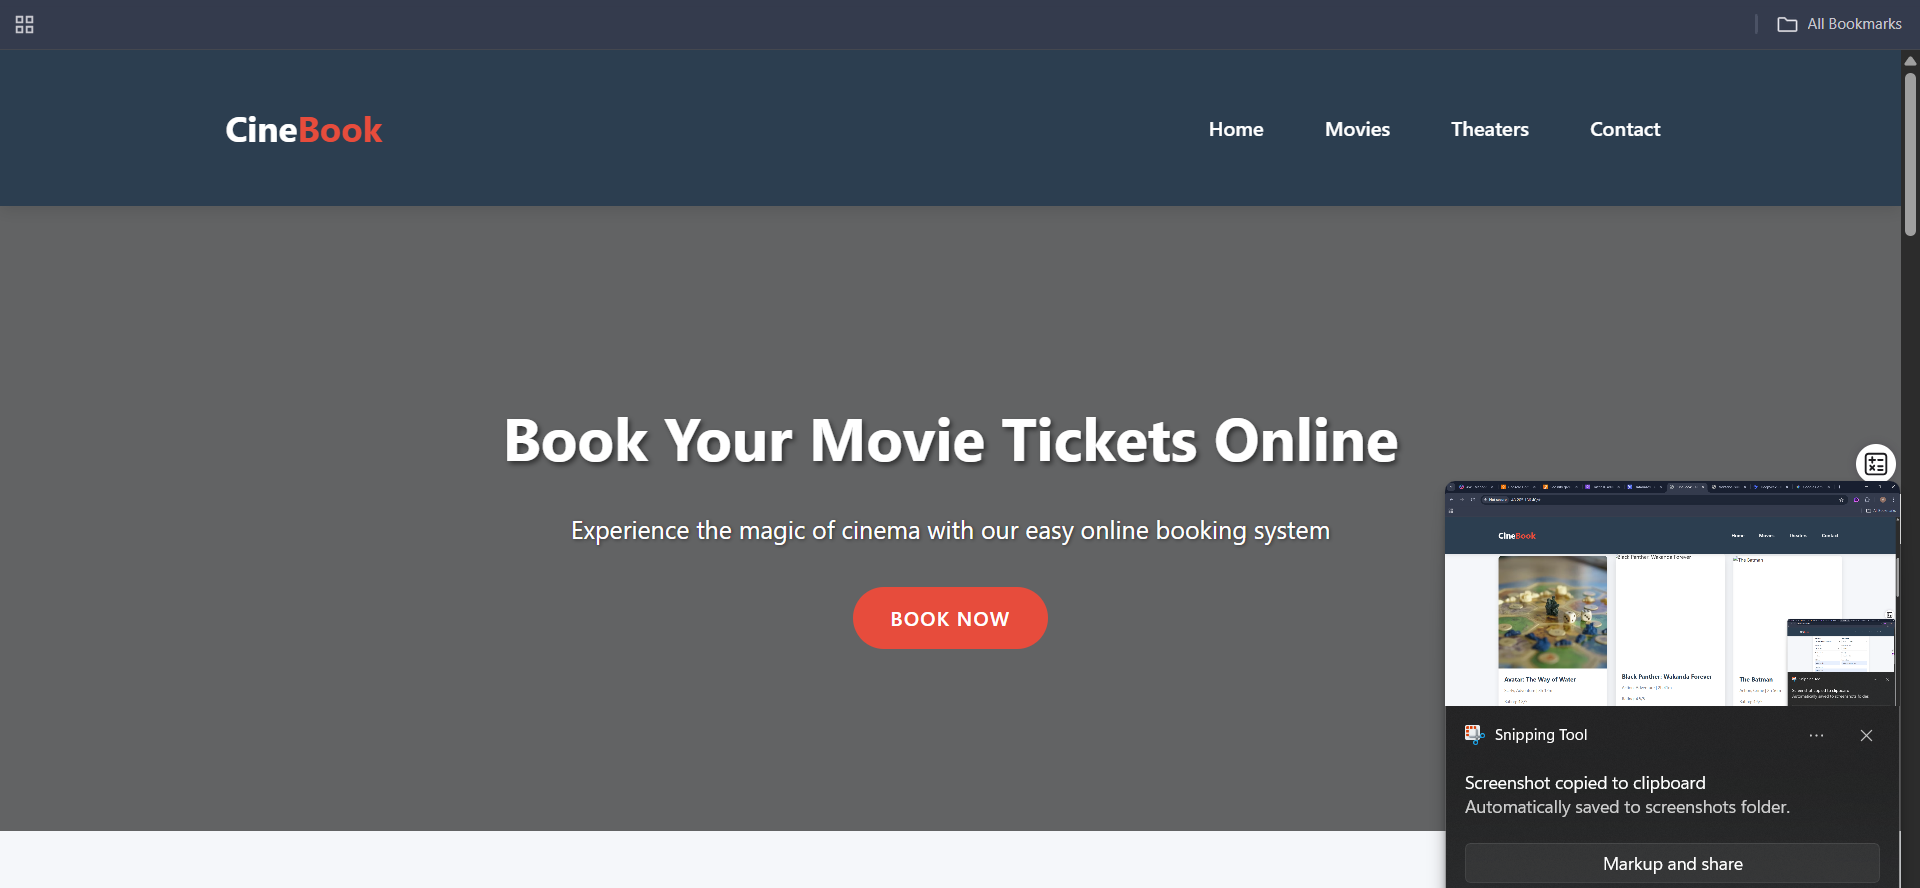 All Bookmarks
CineBook
Home Movies Theaters Contact
Book Your Movie Tickets Online
Experience the magic of cinema with our easy online booking system
BOOK NOW
CineBook
Home Movies Theaters Contact
Black Panther: Wakanda Forever
The Batman
Avatar: The Way of Water
Black Panther: Wakanda Forever
The Batman
Snipping Tool
Screenshot copied to clipboard
Automatically saved to screenshots folder.
Markup and share